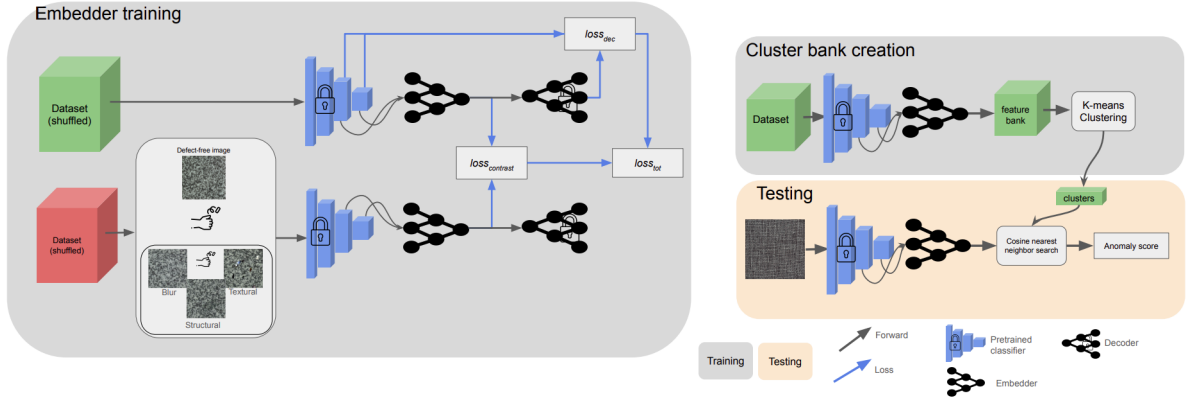 Embedder training
Dataset
(shuffled)
loss_dec
Defect-free image
loss_contrast
loss_tot
Dataset
(shuffled)
Blur
Textural
Structural
Cluster bank creation
Dataset
feature
bank
K-means
Clustering
Testing
clusters
Cosine nearest
neighbor search
Anomaly score
Training
Testing
Forward
Loss
Pretrained
classifier
Decoder
Embedder